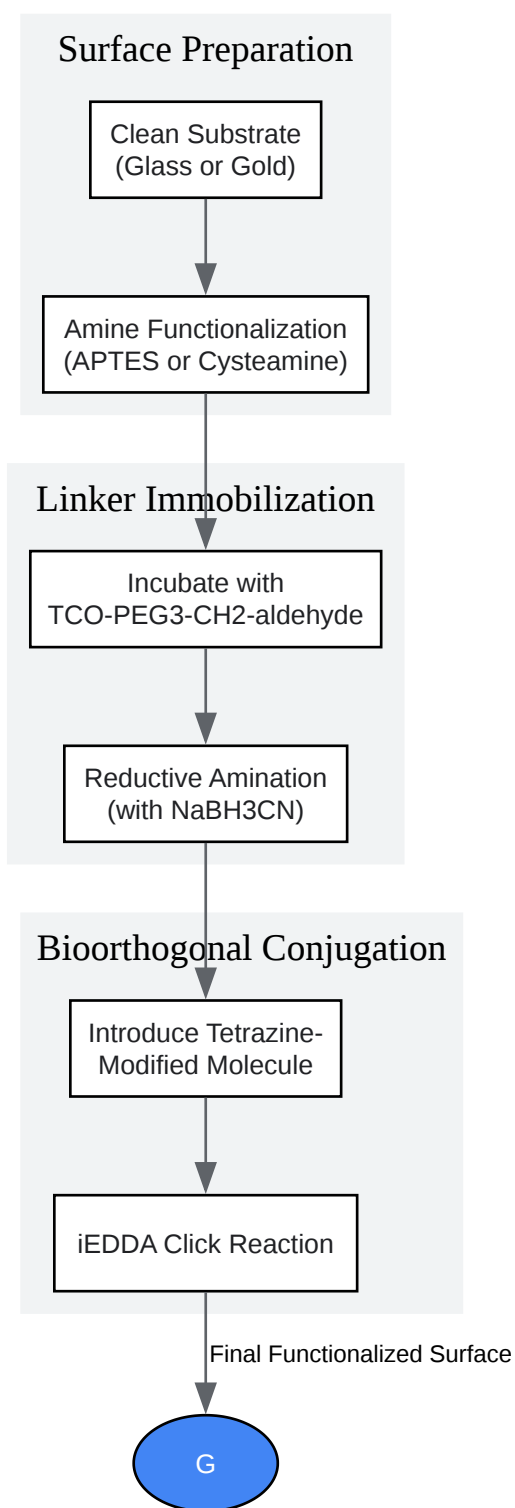 Surface Preparation
Clean Substrate
(Glass or Gold)
Amine Functionalization
(APTES or Cysteamine)
Linker Immobilization
Incubate with
TCO-PEG3-CH2-aldehyde
Reductive Amination
(with NaBH3CN)
Bioorthogonal Conjugation
Introduce Tetrazine-
Modified Molecule
iEDDA Click Reaction
Final Functionalized Surface
G